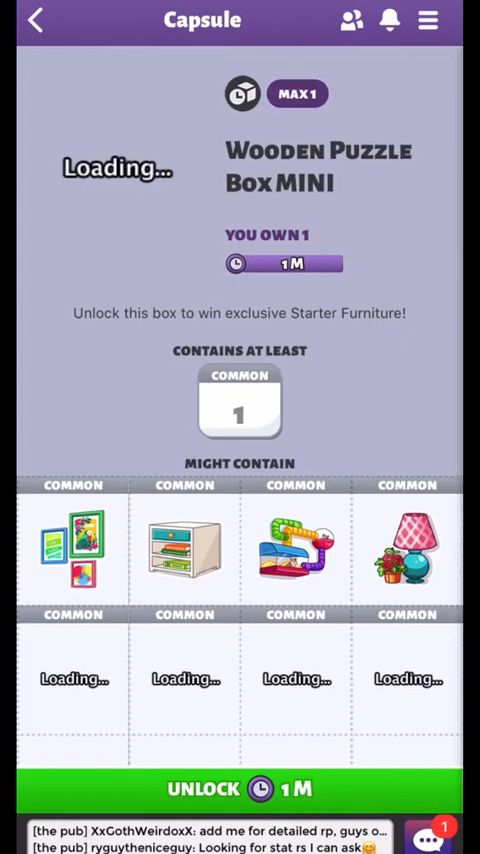 Capsule
MAX 1
Loading...
Wooden Puzzle
Box MINI
YOU OWN 1
1 M
Unlock this box to win exclusive Starter Furniture!
CONTAINS AT LEAST
COMMON
1
MIGHT CONTAIN
COMMON COMMON COMMON COMMON
COMMON COMMON COMMON COMMON
Loading... Loading... Loading... Loading...
UNLOCK 1 M
[the pub] XxGothWeirdoxX: add me for detailed rp, guys o...
1
[the pub] ryguytheniceguy: Looking for stat rs I can ask🤗